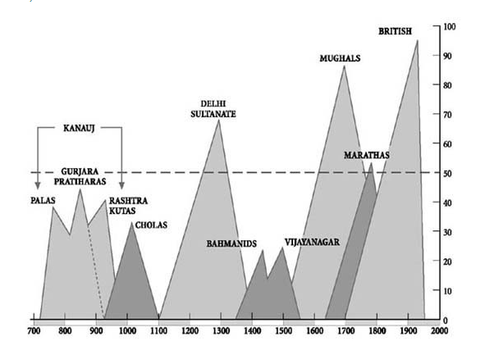 BRITISH
100
90
MUGHALS
80
70
DELHI
SULTANATE
KANAUJ
60
MARATHAS
50
GURJARA
PRATIHARAS
PALAS
RASHTRA
KUTAS
40
CHOLAS
30
BAHMANIDS
VIJAYANAGAR
20
10
0
700 800 900 1000 1100 1200 1300 1400 1500 1600 1700 1800 1900 2000